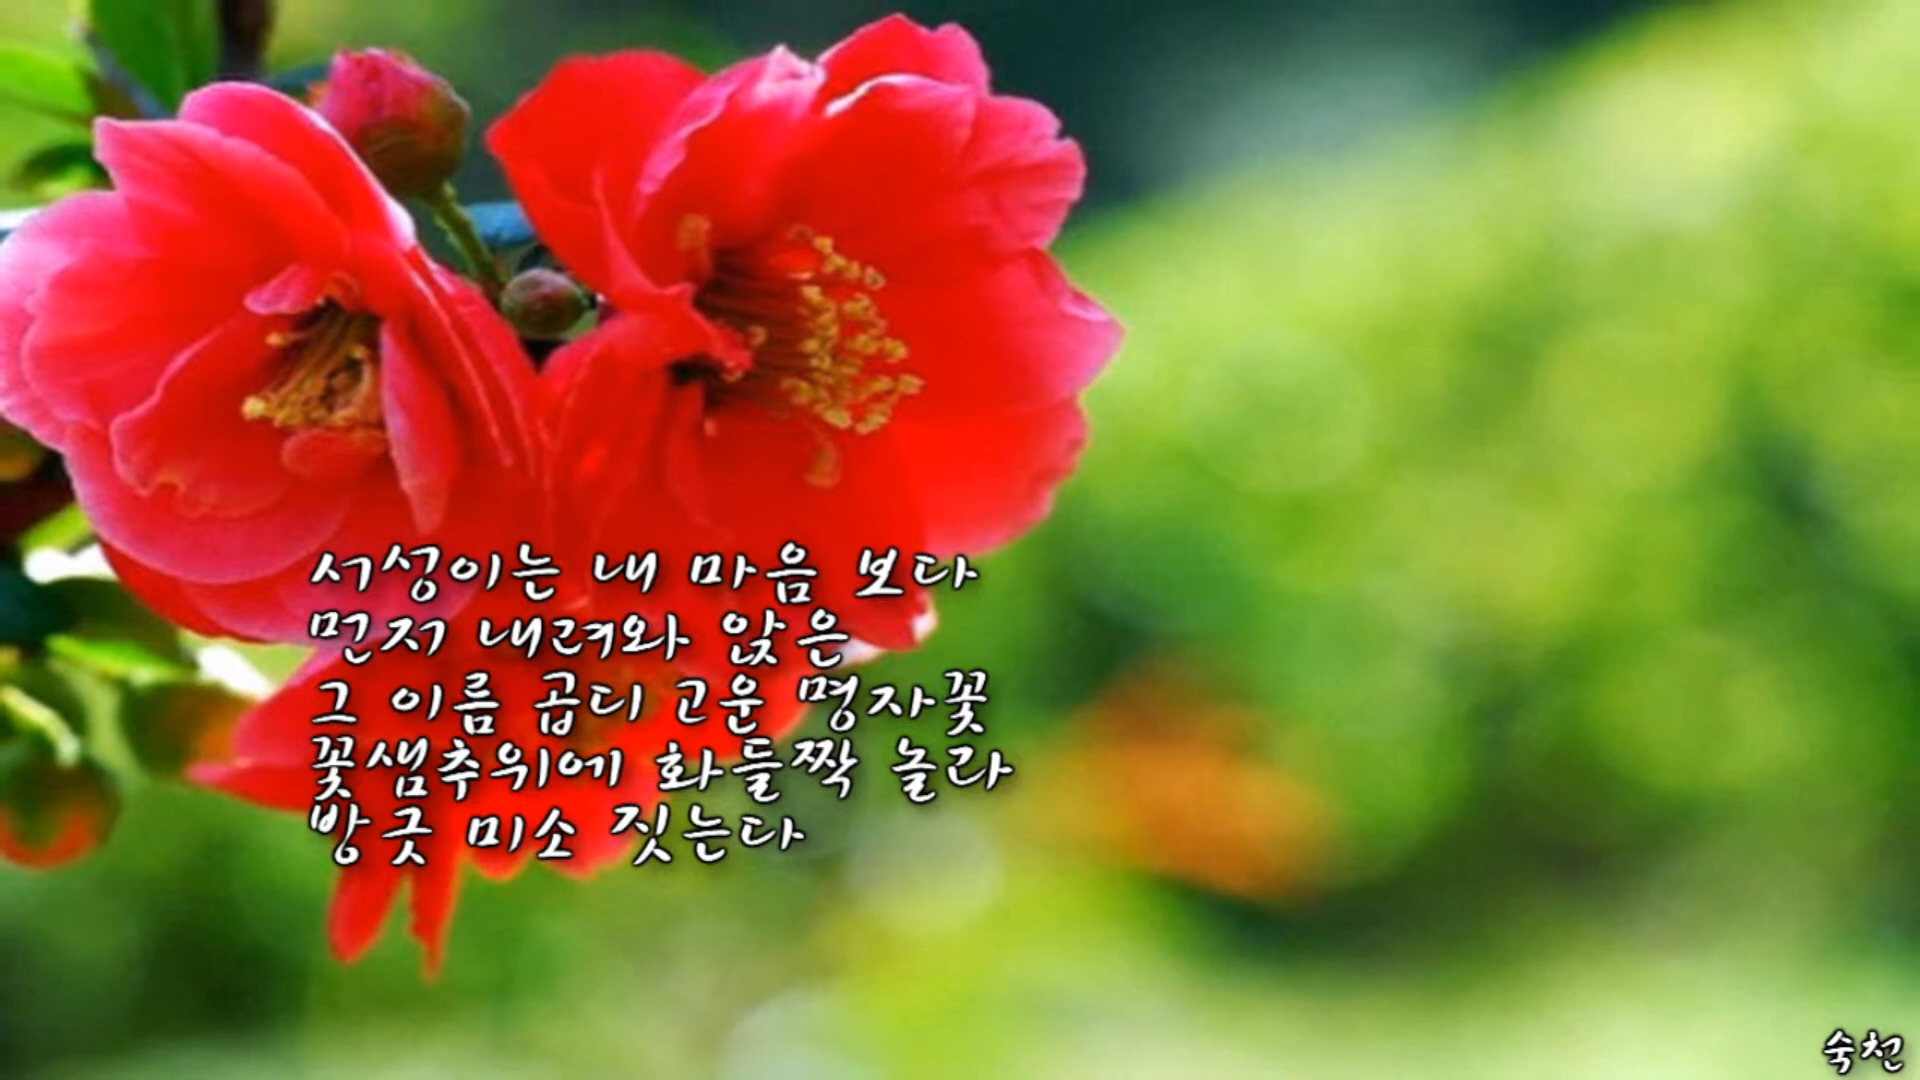 서성이는 내 마음 보다
먼저 내려와 앉은
그 이름 곱디 고운 명자꽃
꽃샘추위에 화들짝 놀라
방긋 미소 짓는다
숙천